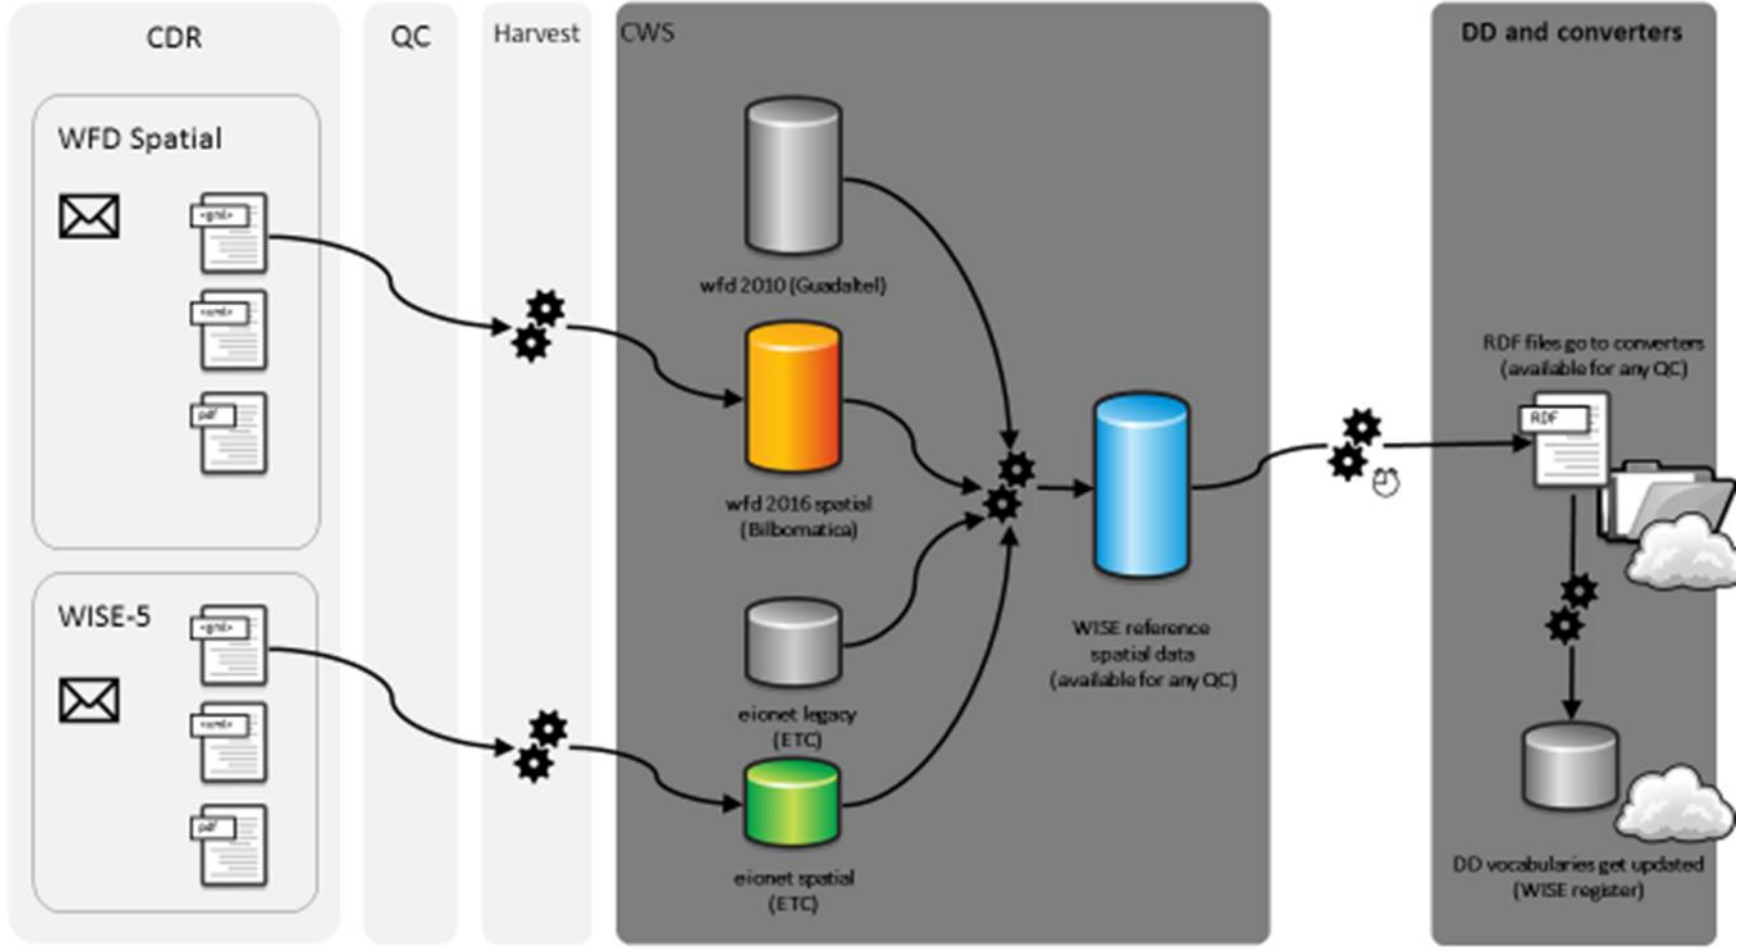 CDR
QC
Harvest
CWS
DD and converters
WFD Spatial
<gml>
<xml>
pdf
WISE-5
<gml>
<xml>
pdf
wfd 2010 (Guadaltel)
wfd 2016 spatial
(Bilbomatica)
eionet legacy
(ETC)
eionet spatial
(ETC)
WISE reference
spatial data
(available for any QC)
RDF files go to converters
(available for any QC)
RDF
DD vocabularies get updated
(WISE register)